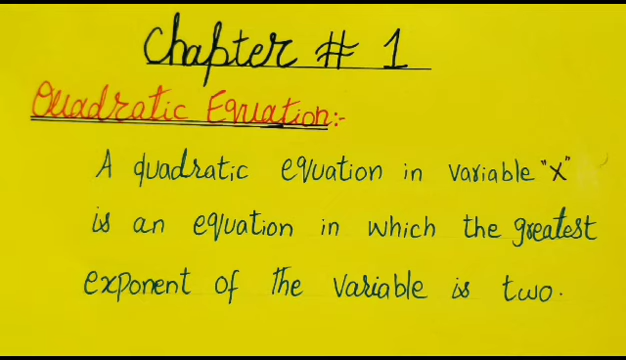 Chapter # 1
Quadratic Equation:-
A quadratic equation in variable "x"
is an equation in which the greatest
exponent of the variable is two.